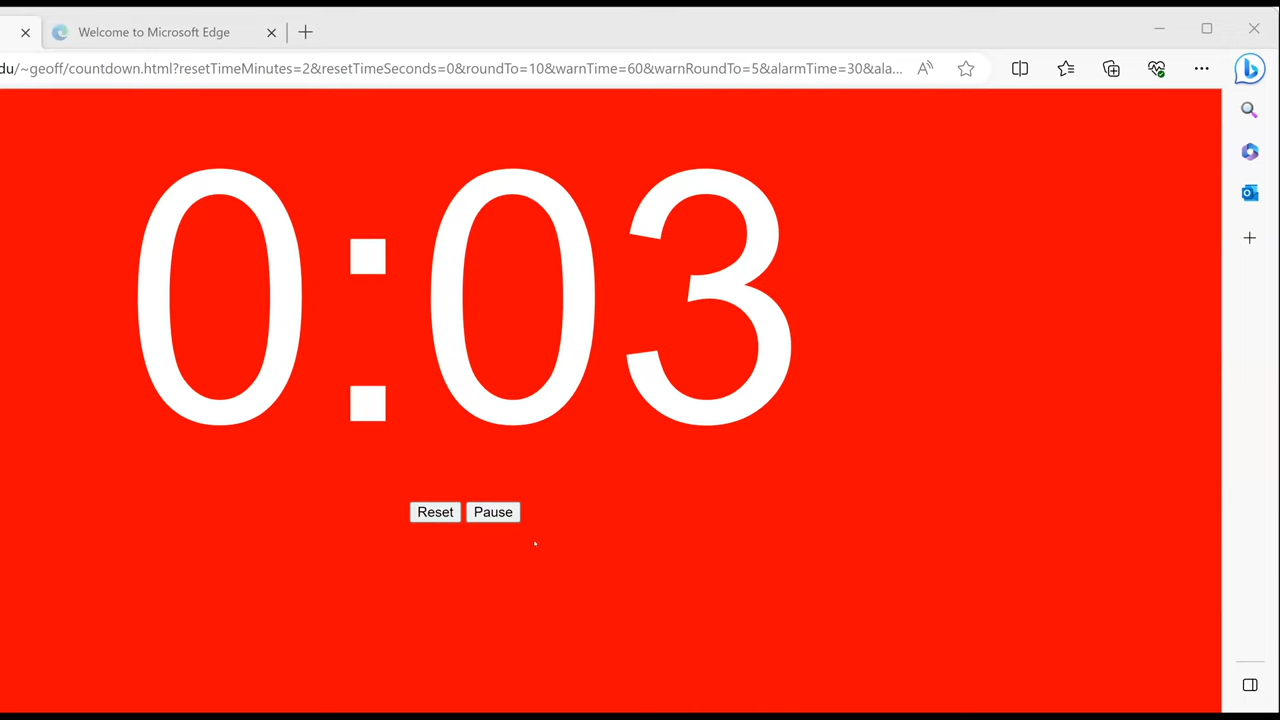 Welcome to Microsoft Edge
du/~geoff/countdown.html?resetTimeMinutes=2&resetTimeSeconds=0&roundTo=10&warnTime=60&warnRoundTo=5&alarmTime=30&ala...
0:03
Reset Pause